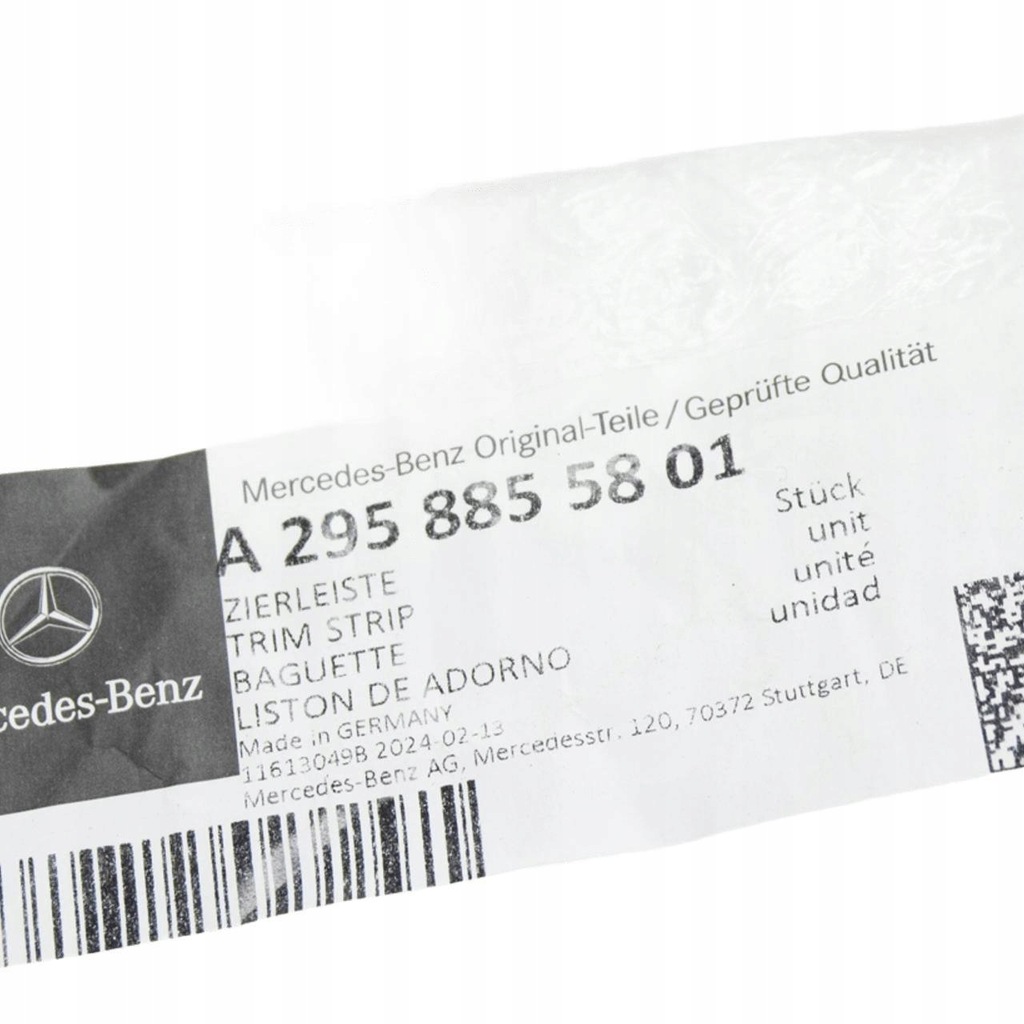 Mercedes-Benz Original-Teile / Geprüfte Qualität
A 295 885 58 01
Stück
unit
unité
unidad
ZIERLEISTE
TRIM STRIP
BAGUETTE
LISTON DE ADORNO
Made in GERMANY
11613049B 2024-02-13
Mercedes-Benz AG, Mercedesstr. 120, 70372 Stuttgart, DE
cedes-Benz